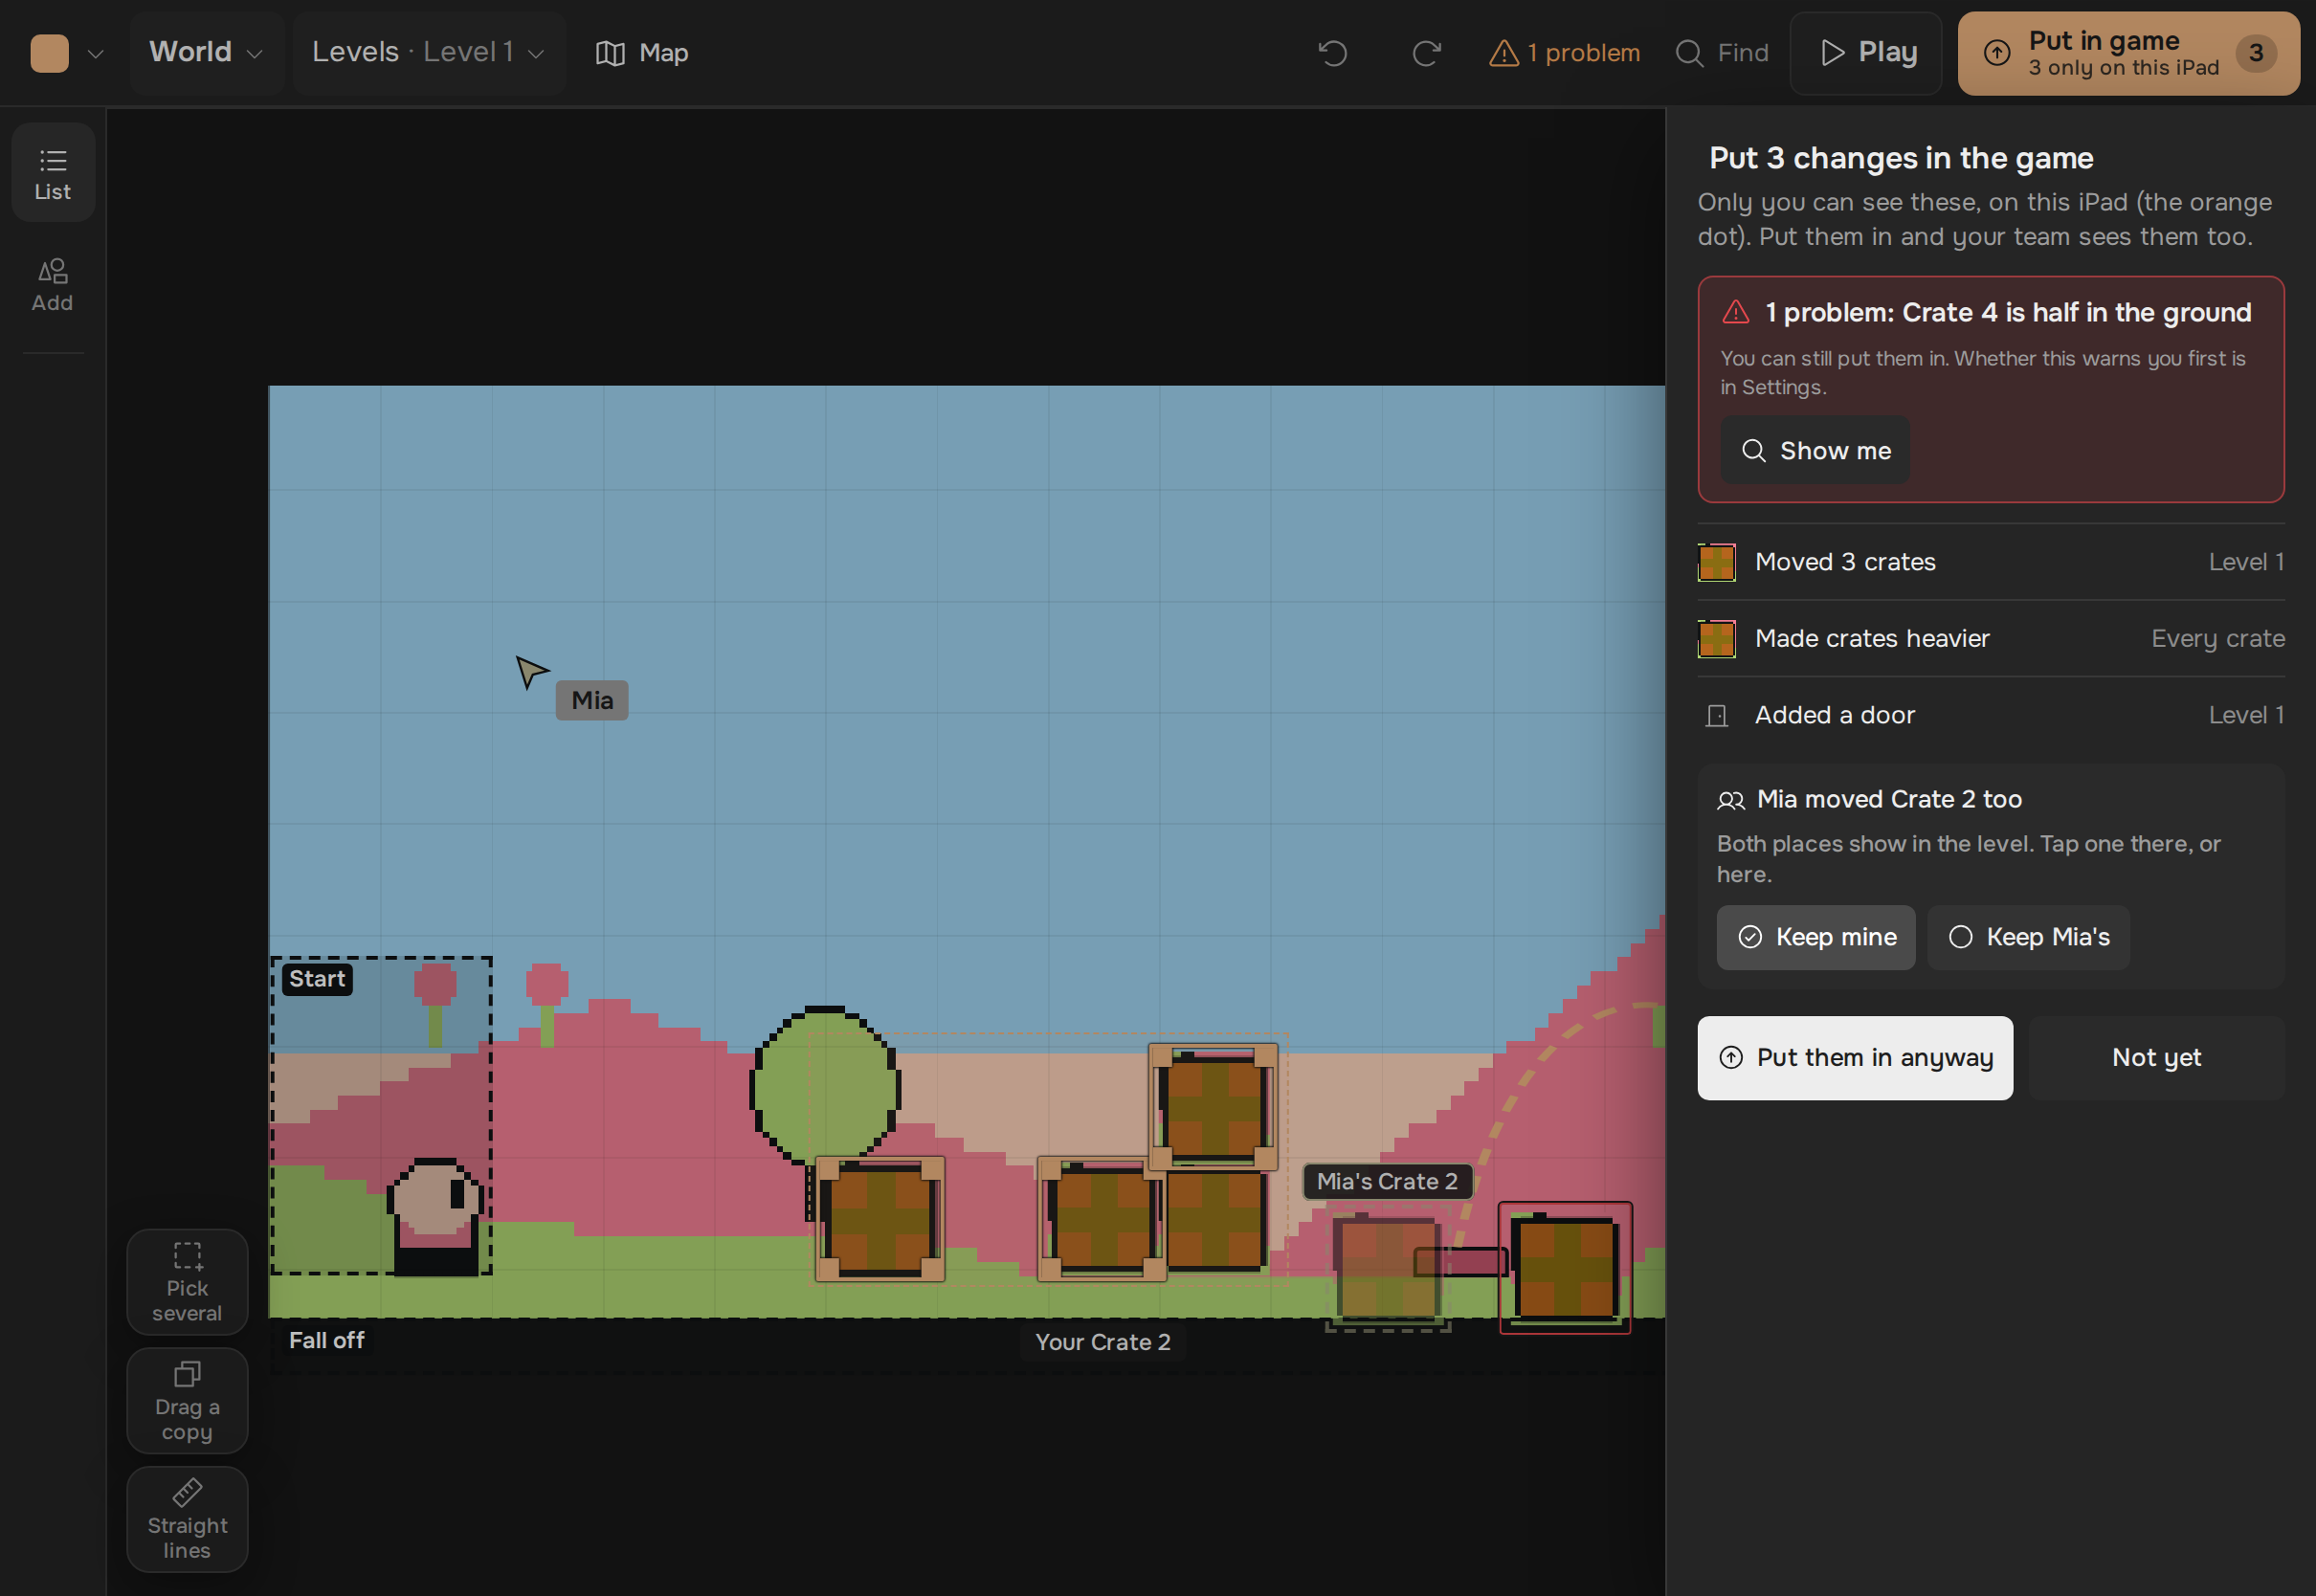 World
Levels · Level 1
Map
1 problem
Find
Play
Put in game
3 only on this iPad
3
List
Add
Put 3 changes in the game
Only you can see these, on this iPad (the orange
dot). Put them in and your team sees them too.
1 problem: Crate 4 is half in the ground
You can still put them in. Whether this warns you first is
in Settings.
Show me
Moved 3 crates
Level 1
Made crates heavier
Every crate
Added a door
Level 1
Mia moved Crate 2 too
Both places show in the level. Tap one there, or
here.
Keep mine
Keep Mia's
Put them in anyway
Not yet
Mia
Start
Mia's Crate 2
Fall off
Your Crate 2
Pick
several
Drag a
copy
Straight
lines